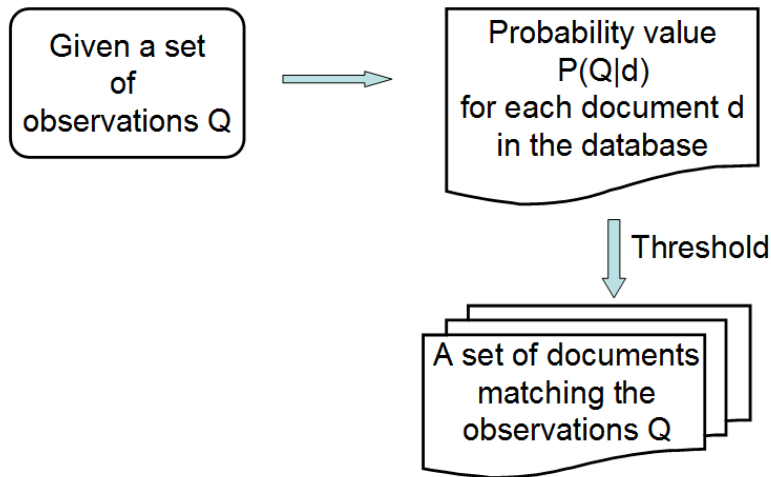 Given a set
of
observations Q
Probability value
P(Q|d)
for each document d
in the database
Threshold
A set of documents
matching the
observations Q